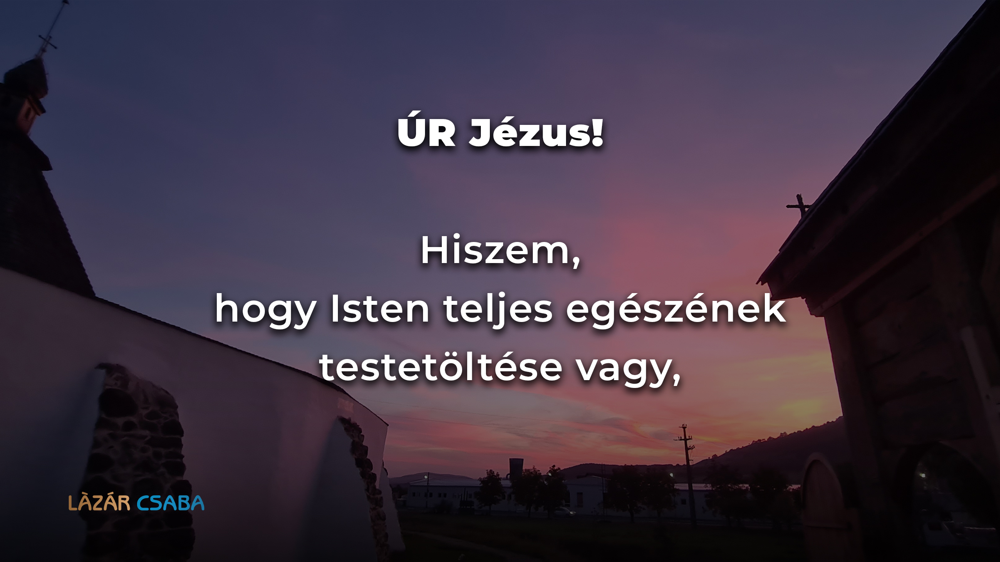 ÚR Jézus!
Hiszem,
hogy Isten teljes egészének
testetöltése vagy,
LÀZÁR CSABA